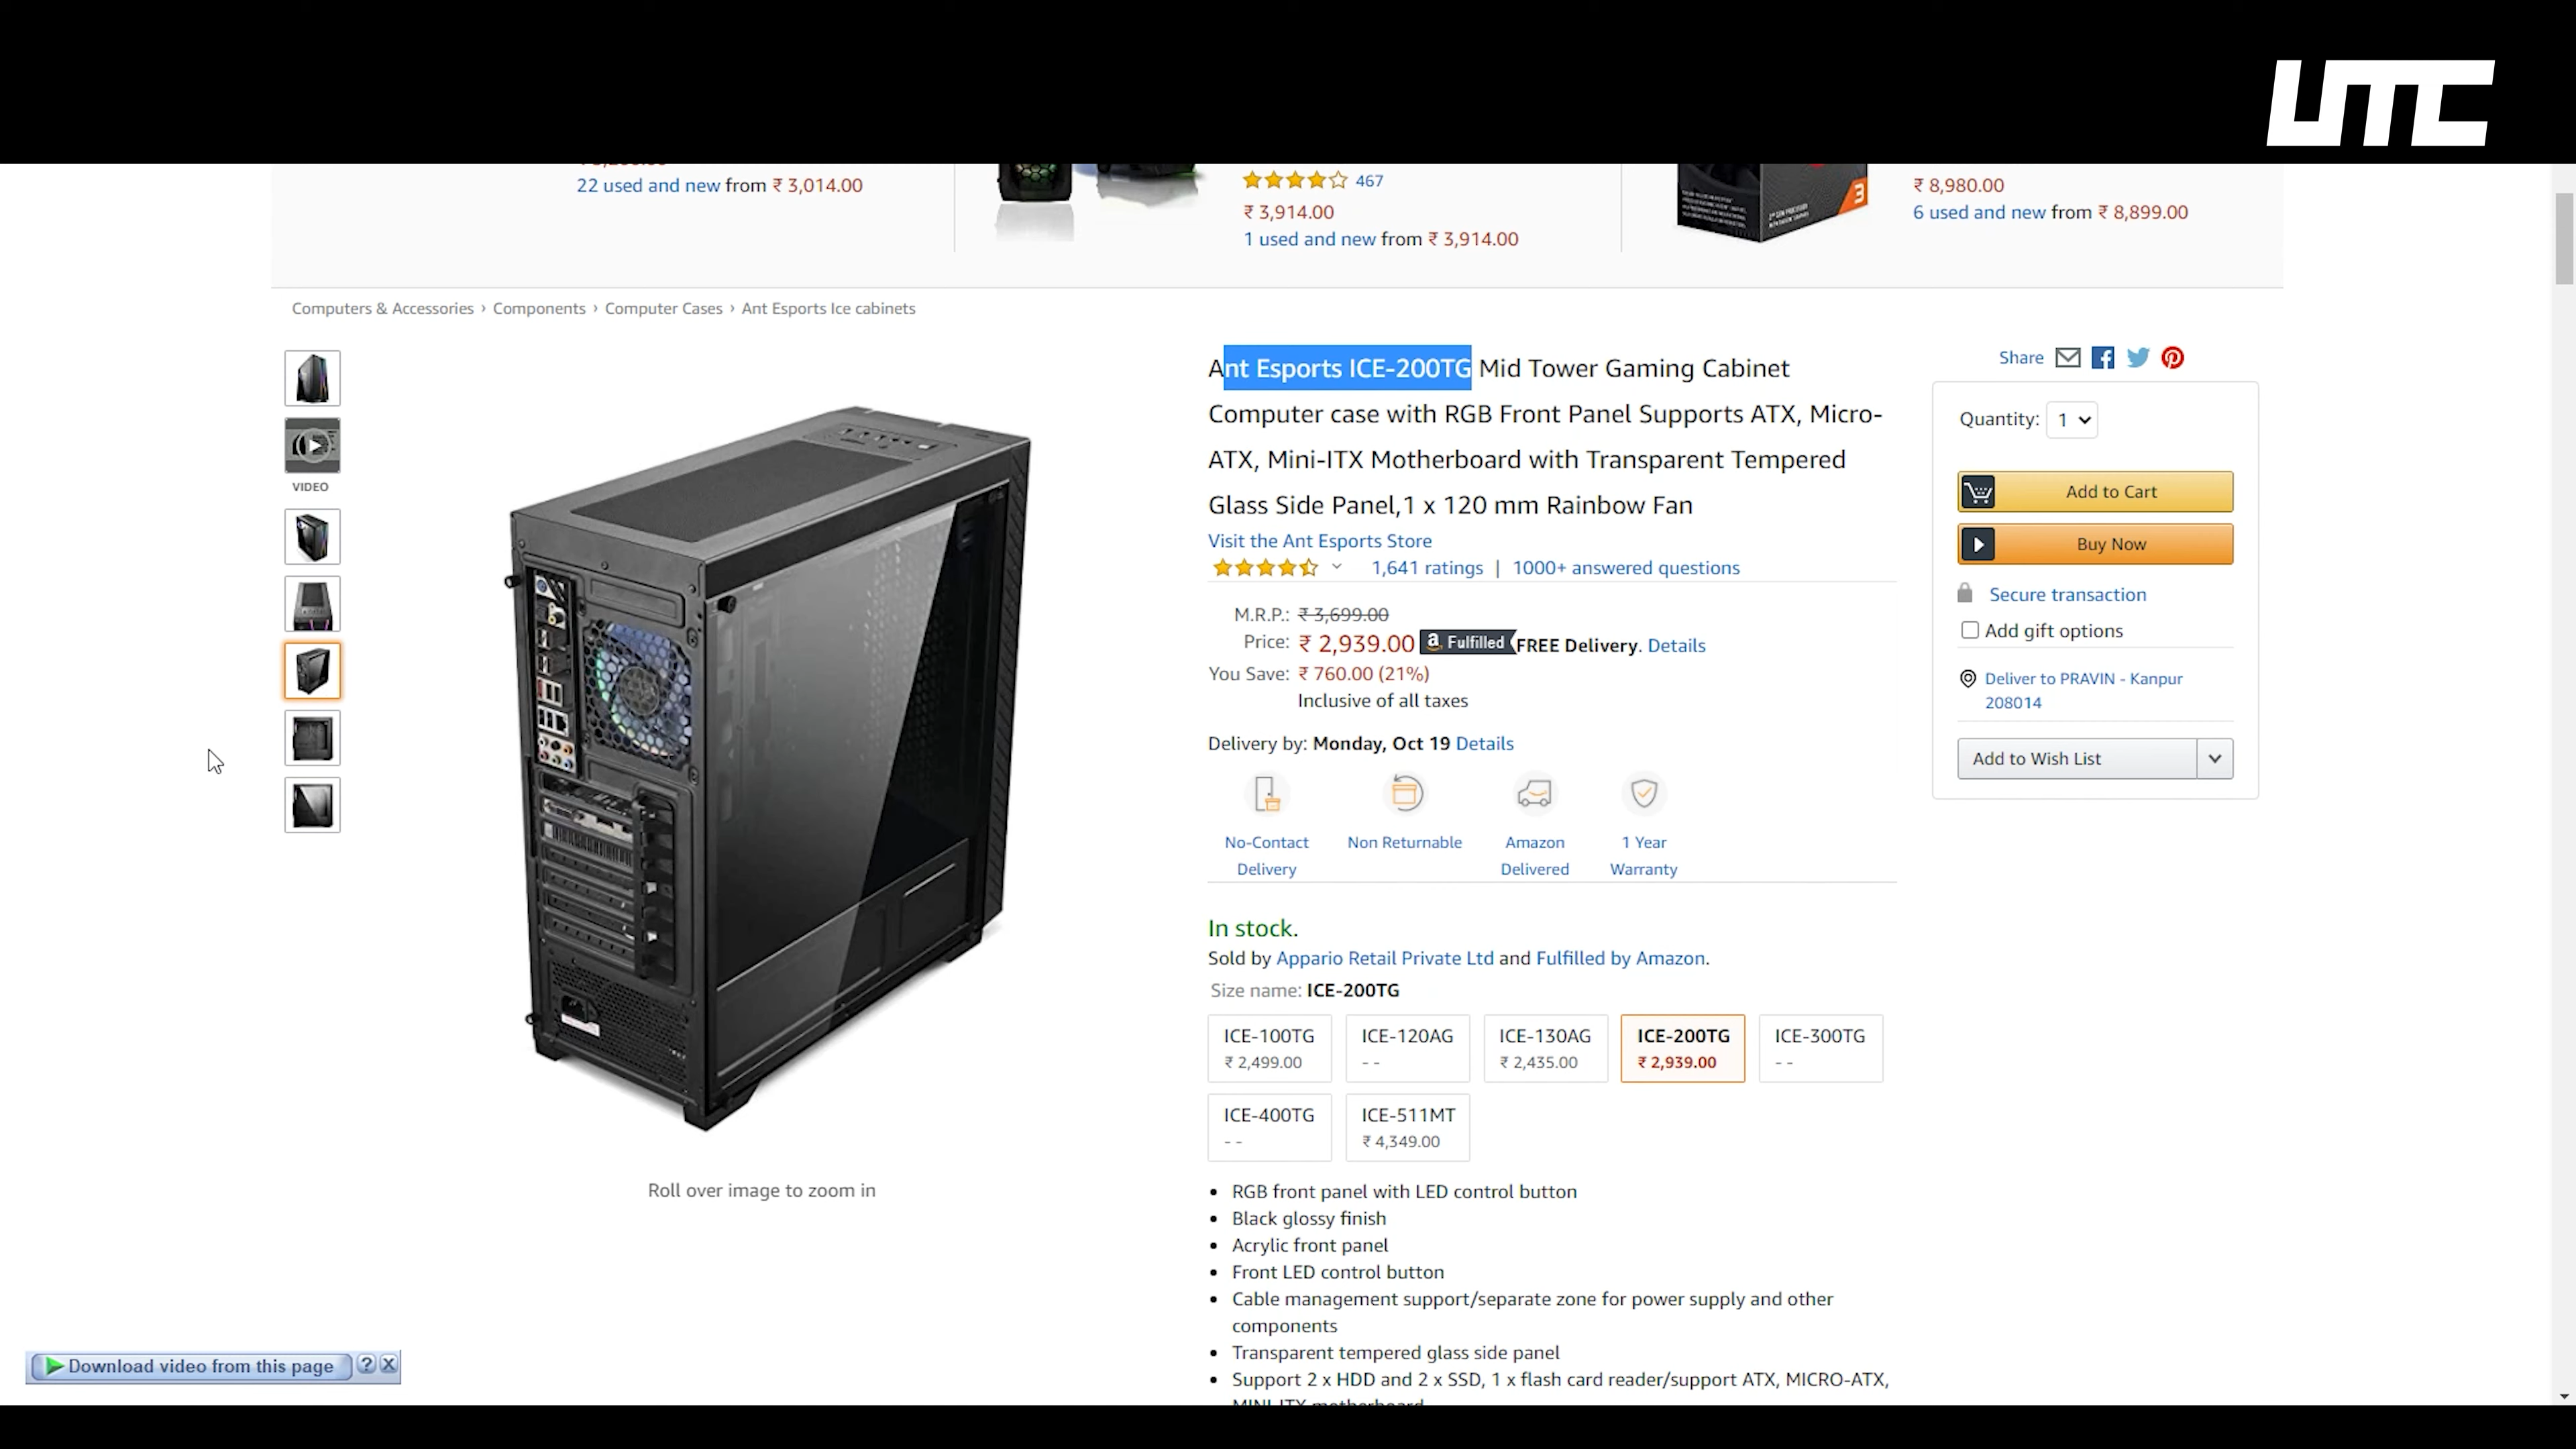 UTC
22 used and new from ₹ 3,014.00
467
₹ 3,914.00
1 used and new from ₹ 3,914.00
3
₹ 8,980.00
6 used and new from ₹ 8,899.00
Computers & Accessories › Components › Computer Cases › Ant Esports Ice cabinets
VIDEO
Roll over image to zoom in
Ant Esports ICE-200TG Mid Tower Gaming Cabinet
Computer case with RGB Front Panel Supports ATX, Micro-
ATX, Mini-ITX Motherboard with Transparent Tempered
Glass Side Panel,1 x 120 mm Rainbow Fan
Visit the Ant Esports Store
1,641 ratings | 1000+ answered questions
M.R.P.: ₹ 3,699.00
Price: ₹ 2,939.00 a Fulfilled FREE Delivery. Details
You Save: ₹ 760.00 (21%)
Inclusive of all taxes
Delivery by: Monday, Oct 19 Details
No-Contact Delivery
Non Returnable
Amazon Delivered
1 Year Warranty
In stock.
Sold by Appario Retail Private Ltd and Fulfilled by Amazon.
Size name: ICE-200TG
ICE-100TG ICE-120AG ICE-130AG ICE-200TG ICE-300TG
₹ 2,499.00 -- ₹ 2,435.00 ₹ 2,939.00 --
ICE-400TG ICE-511MT
-- ₹ 4,349.00
• RGB front panel with LED control button
• Black glossy finish
• Acrylic front panel
• Front LED control button
• Cable management support/separate zone for power supply and other
components
• Transparent tempered glass side panel
• Support 2 x HDD and 2 x SSD, 1 x flash card reader/support ATX, MICRO-ATX,
MINI-ITX motherboard
Share
Quantity: 1
Add to Cart
Buy Now
Secure transaction
Add gift options
Deliver to PRAVIN - Kanpur
208014
Add to Wish List
Download video from this page ? X